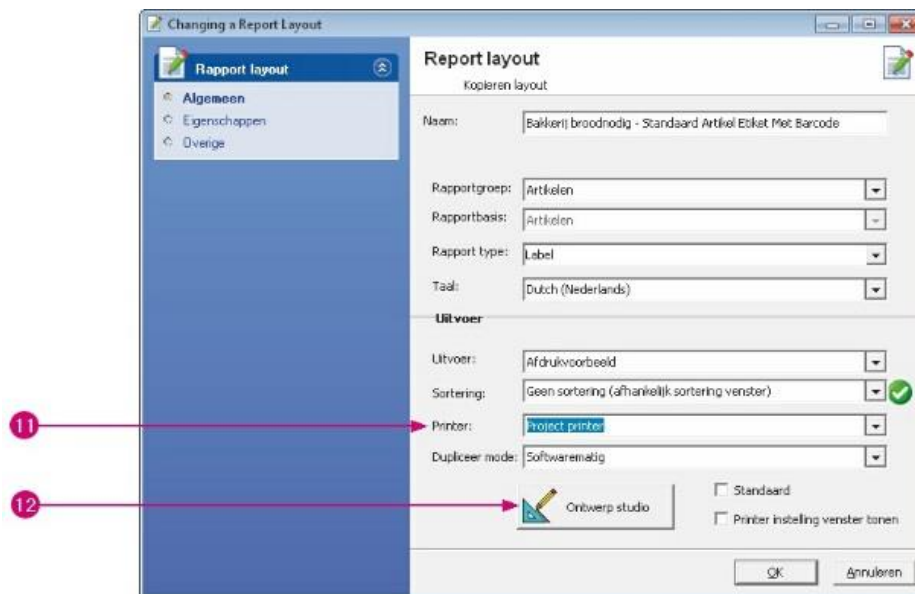 Changing a Report Layout
Rapport layout
Algemeen
Eigenschappen
Overige
Report layout
Kopieren layout
Naam: Bakkerij broodnodig - Standaard Artikel Etiket Met Barcode
Rapportgroep: Artikelen
Rapportbasis: Artikelen
Rapport type: Label
Taal: Dutch (Nederlands)
Uitvoer
Uitvoer: Afdrukvoorbeeld
Sortering: Geen sortering (afhankelijk sortering venster)
11 Printer: Project printer
Dupliceer mode: Softwarematig
12 Ontwerp studio
Standaard
Printer instelling venster tonen
OK Annuleren